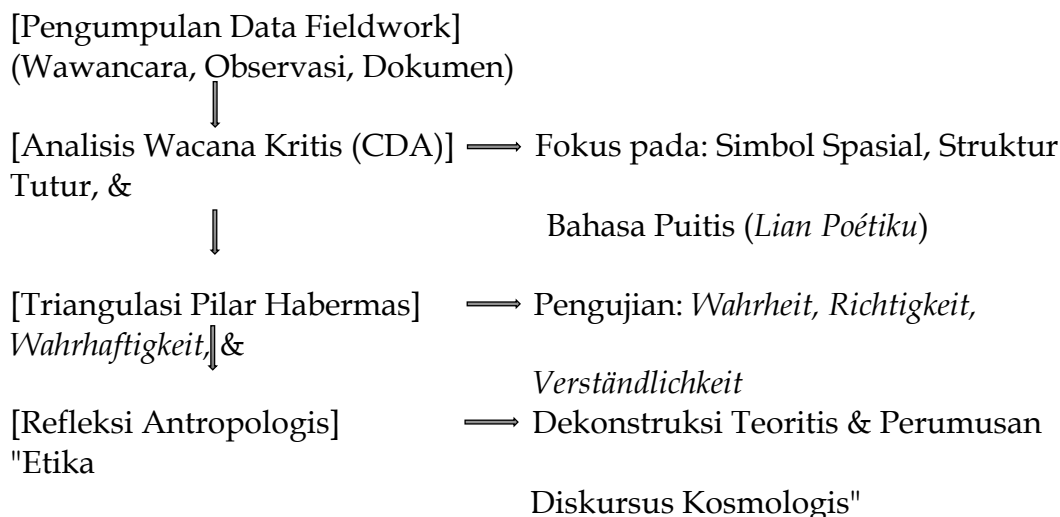 [Pengumpulan Data Fieldwork]
(Wawancara, Observasi, Dokumen)
[Analisis Wacana Kritis (CDA)] Fokus pada: Simbol Spasial, Struktur
Tutur, &
Bahasa Puitis (Lian Poétiku)
[Triangulasi Pilar Habermas] Pengujian: Wahrheit, Richtigkeit,
Wahrhaftigkeit, &
Verständlichkeit
[Refleksi Antropologis] Dekonstruksi Teoritis & Perumusan
"Etika
Diskursus Kosmologis"